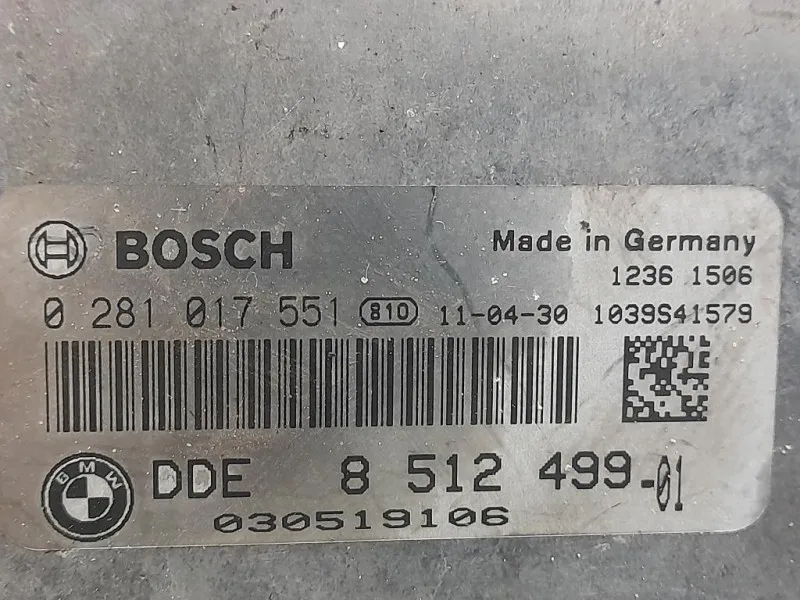 BOSCH
Made in Germany
1236 1506
0 281 017 551 810 11-04-30 1039S41579
BMW DDE 8 512 499-01
030519106